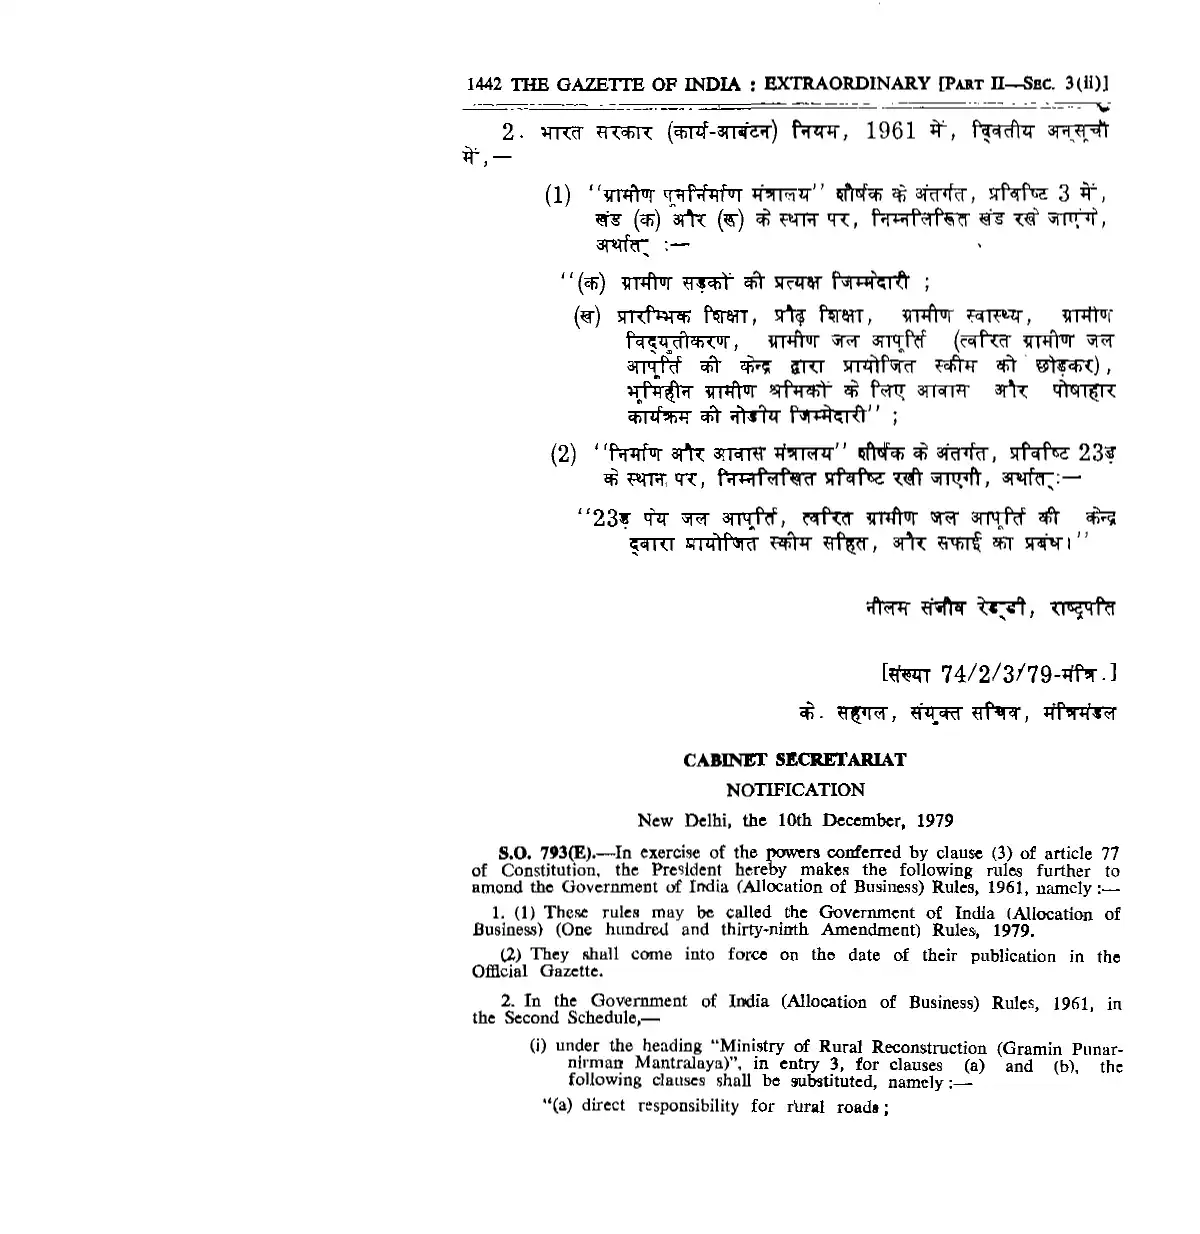 1442 THE GAZETTE OF INDIA : EXTRAORDINARY [PART II—SEC. 3(ii)]
2. भारत सरकार (कार्य-आबंटन) नियम, 1961 में, द्वितीय अनुसूची
में,—
(1) "ग्रामीण पुनर्निर्माण मंत्रालय" शीर्षक के अंतर्गत, प्रविष्टि 3 में,
खंड (क) और (ख) के स्थान पर, निम्नलिखित खंड रखे जाएंगे,
अर्थात् :—
"(क) ग्रामीण सड़कों की प्रत्यक्ष जिम्मेदारी ;
(ख) प्रारम्भिक शिक्षा, प्रौढ़ शिक्षा, ग्रामीण स्वास्थ्य, ग्रामीण
विद्युतीकरण, ग्रामीण जल आपूर्ति (त्वरित ग्रामीण जल
आपूर्ति की केन्द्र द्वारा प्रायोजित स्कीम को छोड़कर),
भूमिहीन ग्रामीण श्रमिकों के लिए आवास और पोषाहार
कार्यक्रम की नोडीय जिम्मेदारी" ;
(2) "निर्माण और आवास मंत्रालय" शीर्षक के अंतर्गत, प्रविष्टि 23ड़
के स्थान पर, निम्नलिखित प्रविष्टि रखी जाएगी, अर्थात्:—
"23ड़ पेय जल आपूर्ति, त्वरित ग्रामीण जल आपूर्ति की केन्द्र
द्वारा प्रायोजित स्कीम सहित, और सफाई का प्रबंध।"
नीलम संजीव रेड्डी, राष्ट्रपति
[संख्या 74/2/3/79-मंत्रि.]
के. सहगल, संयुक्त सचिव, मंत्रिमंडल
CABINET SECRETARIAT
NOTIFICATION
New Delhi, the 10th December, 1979
S.O. 793(E).—In exercise of the powers conferred by clause (3) of article 77
of Constitution, the President hereby makes the following rules further to
amend the Government of India (Allocation of Business) Rules, 1961, namely :—
1. (1) These rules may be called the Government of India (Allocation of
Business) (One hundred and thirty-ninth Amendment) Rules, 1979.
(2) They shall come into force on the date of their publication in the
Official Gazette.
2. In the Government of India (Allocation of Business) Rules, 1961, in
the Second Schedule,—
(i) under the heading "Ministry of Rural Reconstruction (Gramin Punar-
nirman Mantralaya)", in entry 3, for clauses (a) and (b), the
following clauses shall be substituted, namely :—
"(a) direct responsibility for rural roads ;